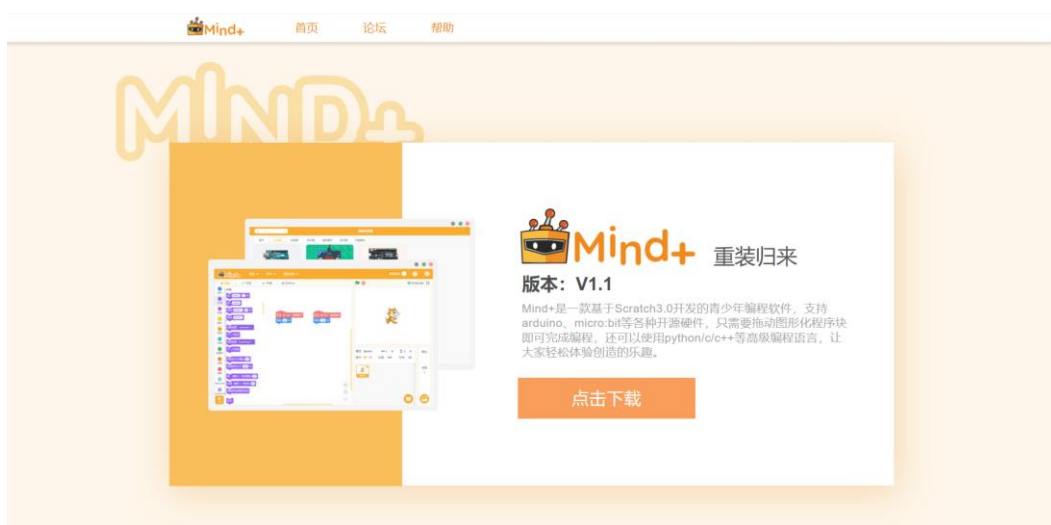 Mind+ 首页 论坛 帮助
MIND+
Mind+ 重装归来
版本：V1.1
Mind+是一款基于Scratch3.0开发的青少年编程软件，支持
arduino、micro:bit等各种开源硬件，只需要拖动图形化程序块
即可完成编程，还可以使用python/c/c++等高级编程语言，让
大家轻松体验创造的乐趣。
点击下载